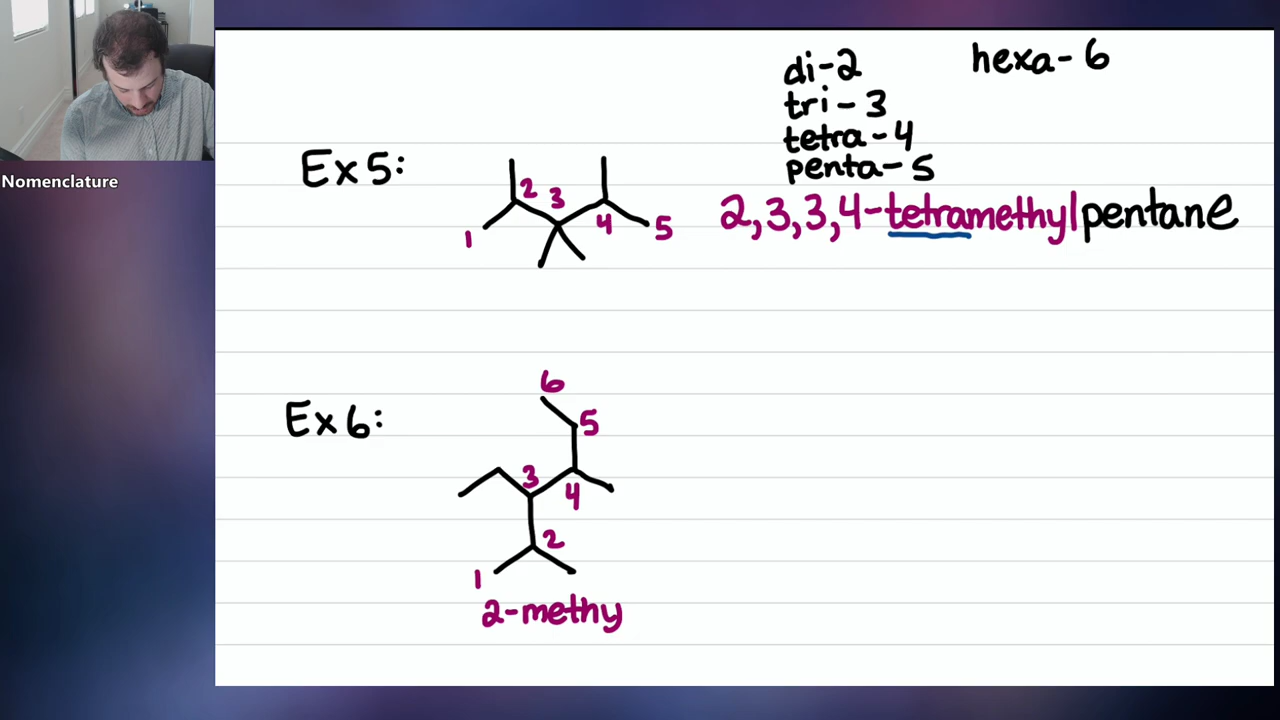 Nomenclature
di-2
tri-3
tetra-4
penta-5
hexa-6
Ex 5:
1
2
3
4
5
2,3,3,4-tetramethylpentane
Ex 6:
6
5
3
4
2
1
2-methy